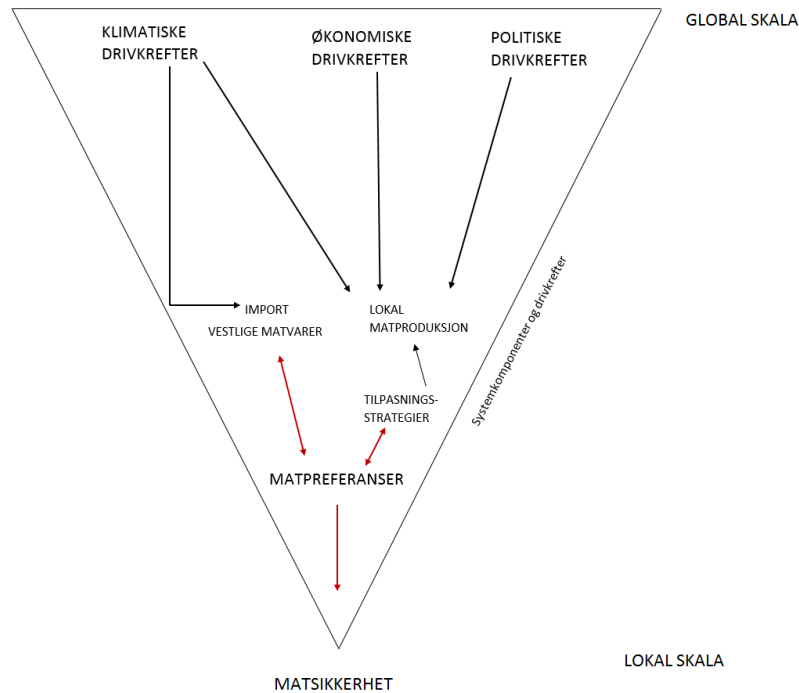 GLOBAL SKALA
KLIMATISKE
DRIVKREFTER
ØKONOMISKE
DRIVKREFTER
POLITISKE
DRIVKREFTER
IMPORT
VESTLIGE MATVARER
LOKAL
MATPRODUKSJON
Systemkomponenter og drivkrefter
TILPASNINGS-
STRATEGIER
MATPREFERANSER
LOKAL SKALA
MATSIKKERHET